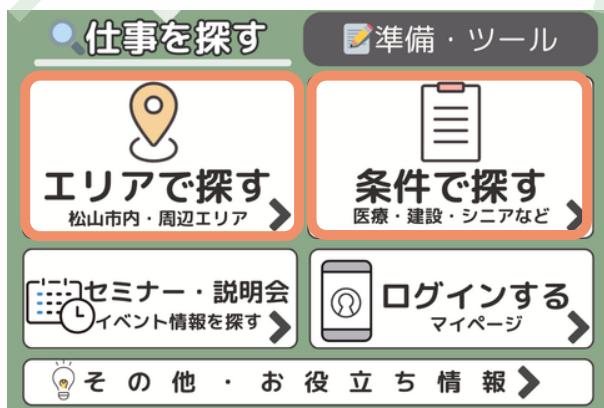 仕事を探す
準備・ツール
エリアで探す
松山市内・周辺エリア
条件で探す
医療・建設・シニアなど
セミナー・説明会
イベント情報を探す
ログインする
マイページ
その他・お役立ち情報